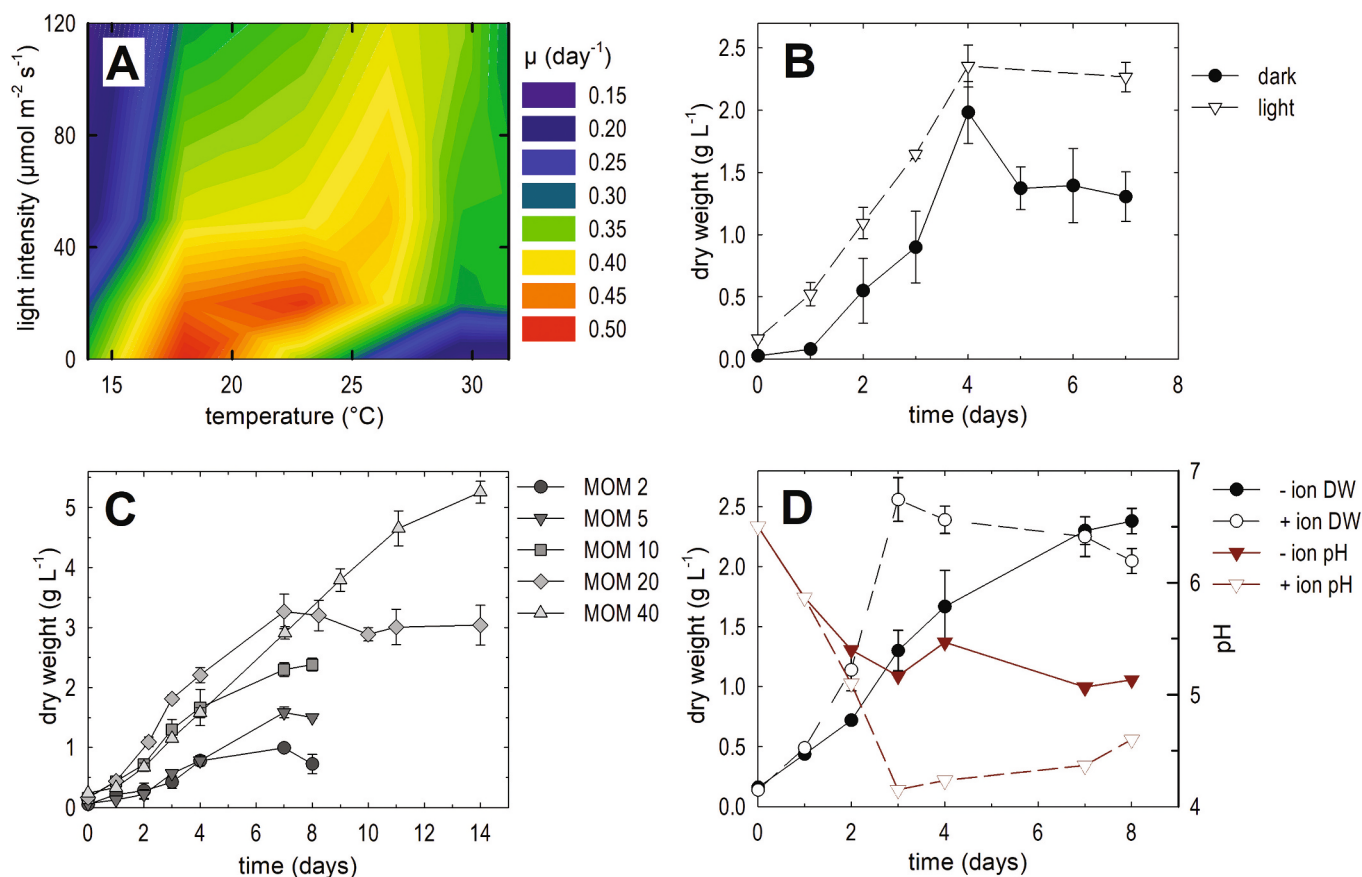 A
light intensity (µmol m⁻² s⁻¹)
120
80
40
0
15
20
25
30
temperature (°C)
µ (day⁻¹)
0.15
0.20
0.25
0.30
0.35
0.40
0.45
0.50
B
dry weight (g L⁻¹)
2.5
2.0
1.5
1.0
0.5
0.0
0
2
4
6
8
time (days)
dark
light
C
dry weight (g L⁻¹)
5
4
3
2
1
0
0
2
4
6
8
10
12
14
time (days)
MOM 2
MOM 5
MOM 10
MOM 20
MOM 40
D
dry weight (g L⁻¹)
2.5
2.0
1.5
1.0
0.5
0.0
0
2
4
6
8
time (days)
7
6
5
4
pH
- ion DW
+ ion DW
- ion pH
+ ion pH